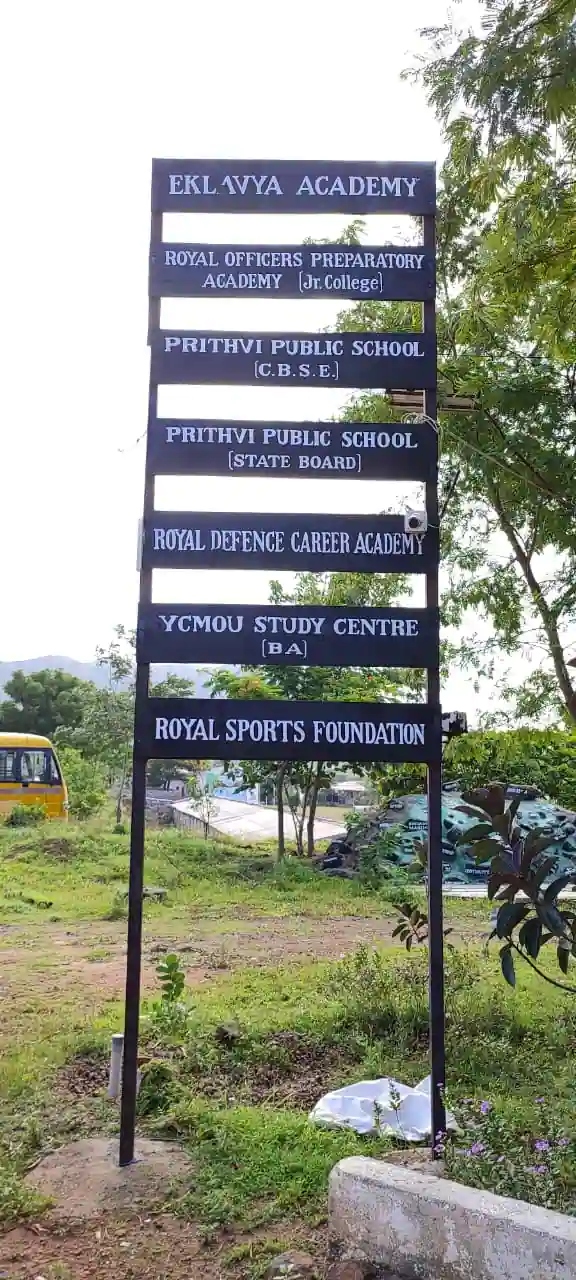 EKLAVYA ACADEMY
ROYAL OFFICERS PREPARATORY
ACADEMY (Jr. College)
PRITHVI PUBLIC SCHOOL
(C.B.S.E.)
PRITHVI PUBLIC SCHOOL
(STATE BOARD)
ROYAL DEFENCE CAREER ACADEMY
YCMOU STUDY CENTRE
(BA)
ROYAL SPORTS FOUNDATION